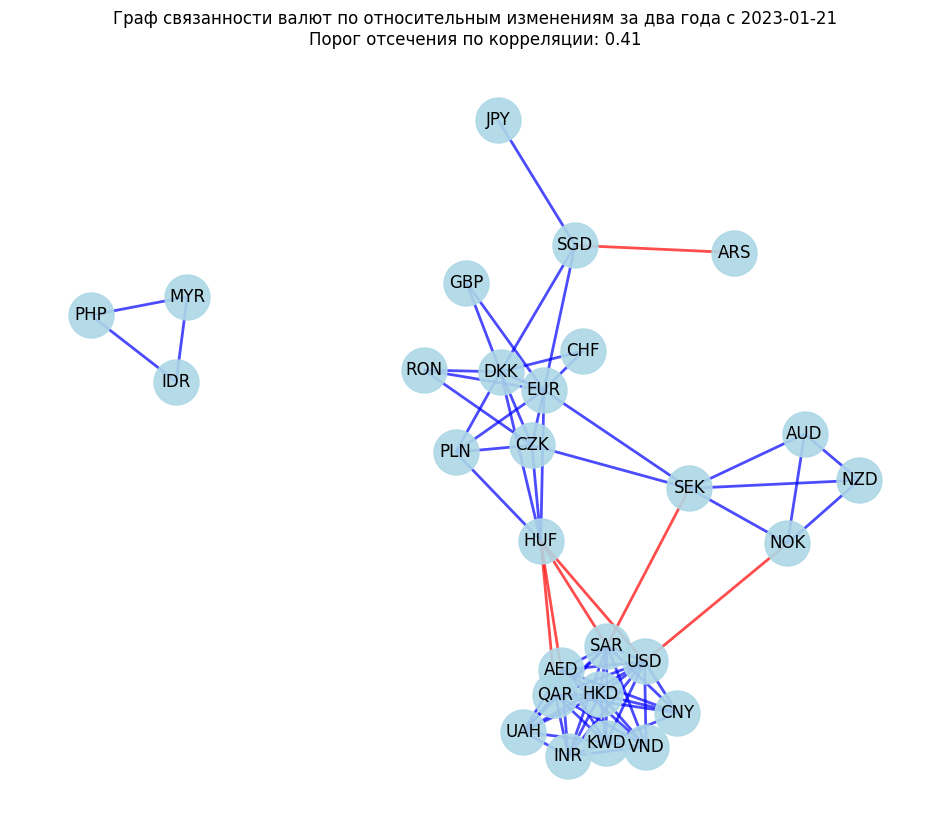 Граф связанности валют по относительным изменениям за два года с 2023-01-21
Порог отсечения по корреляции: 0.41
JPY
SGD
ARS
GBP
MYR
PHP
CHF
RON
DKK
IDR
EUR
AUD
CZK
PLN
NZD
SEK
HUF
NOK
SAR
USD
AED
QAR
HKD
CNY
UAH
KWD
VND
INR